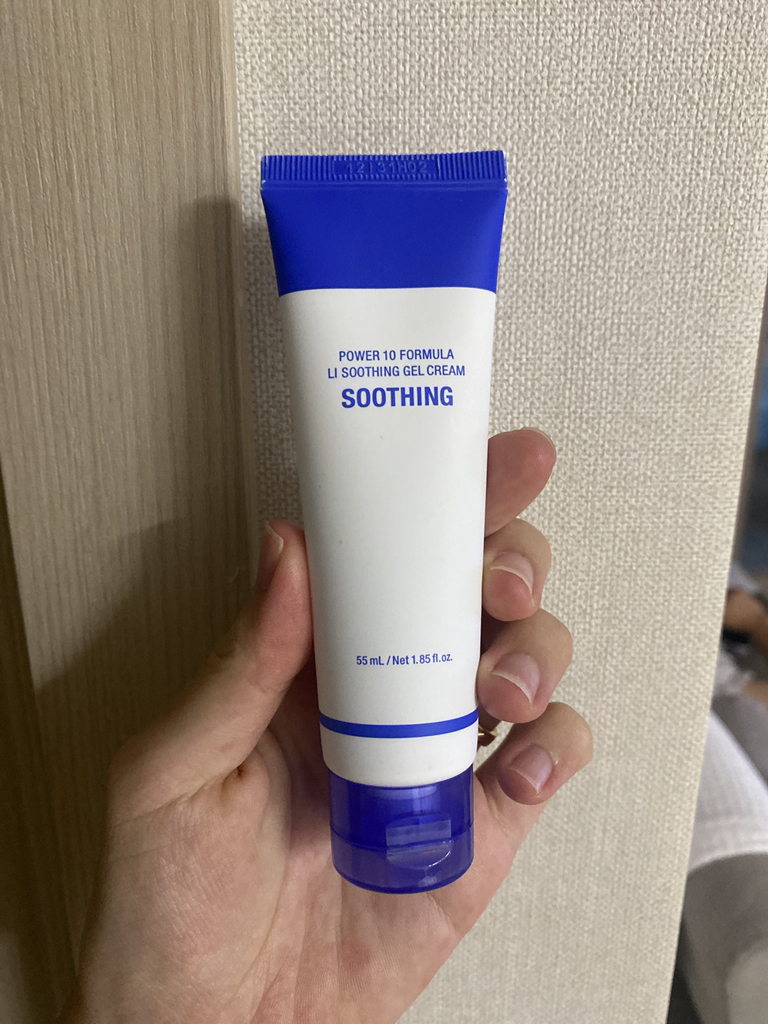 POWER 10 FORMULA
LI SOOTHING GEL CREAM
SOOTHING
55 mL / Net 1.85 fl.oz.